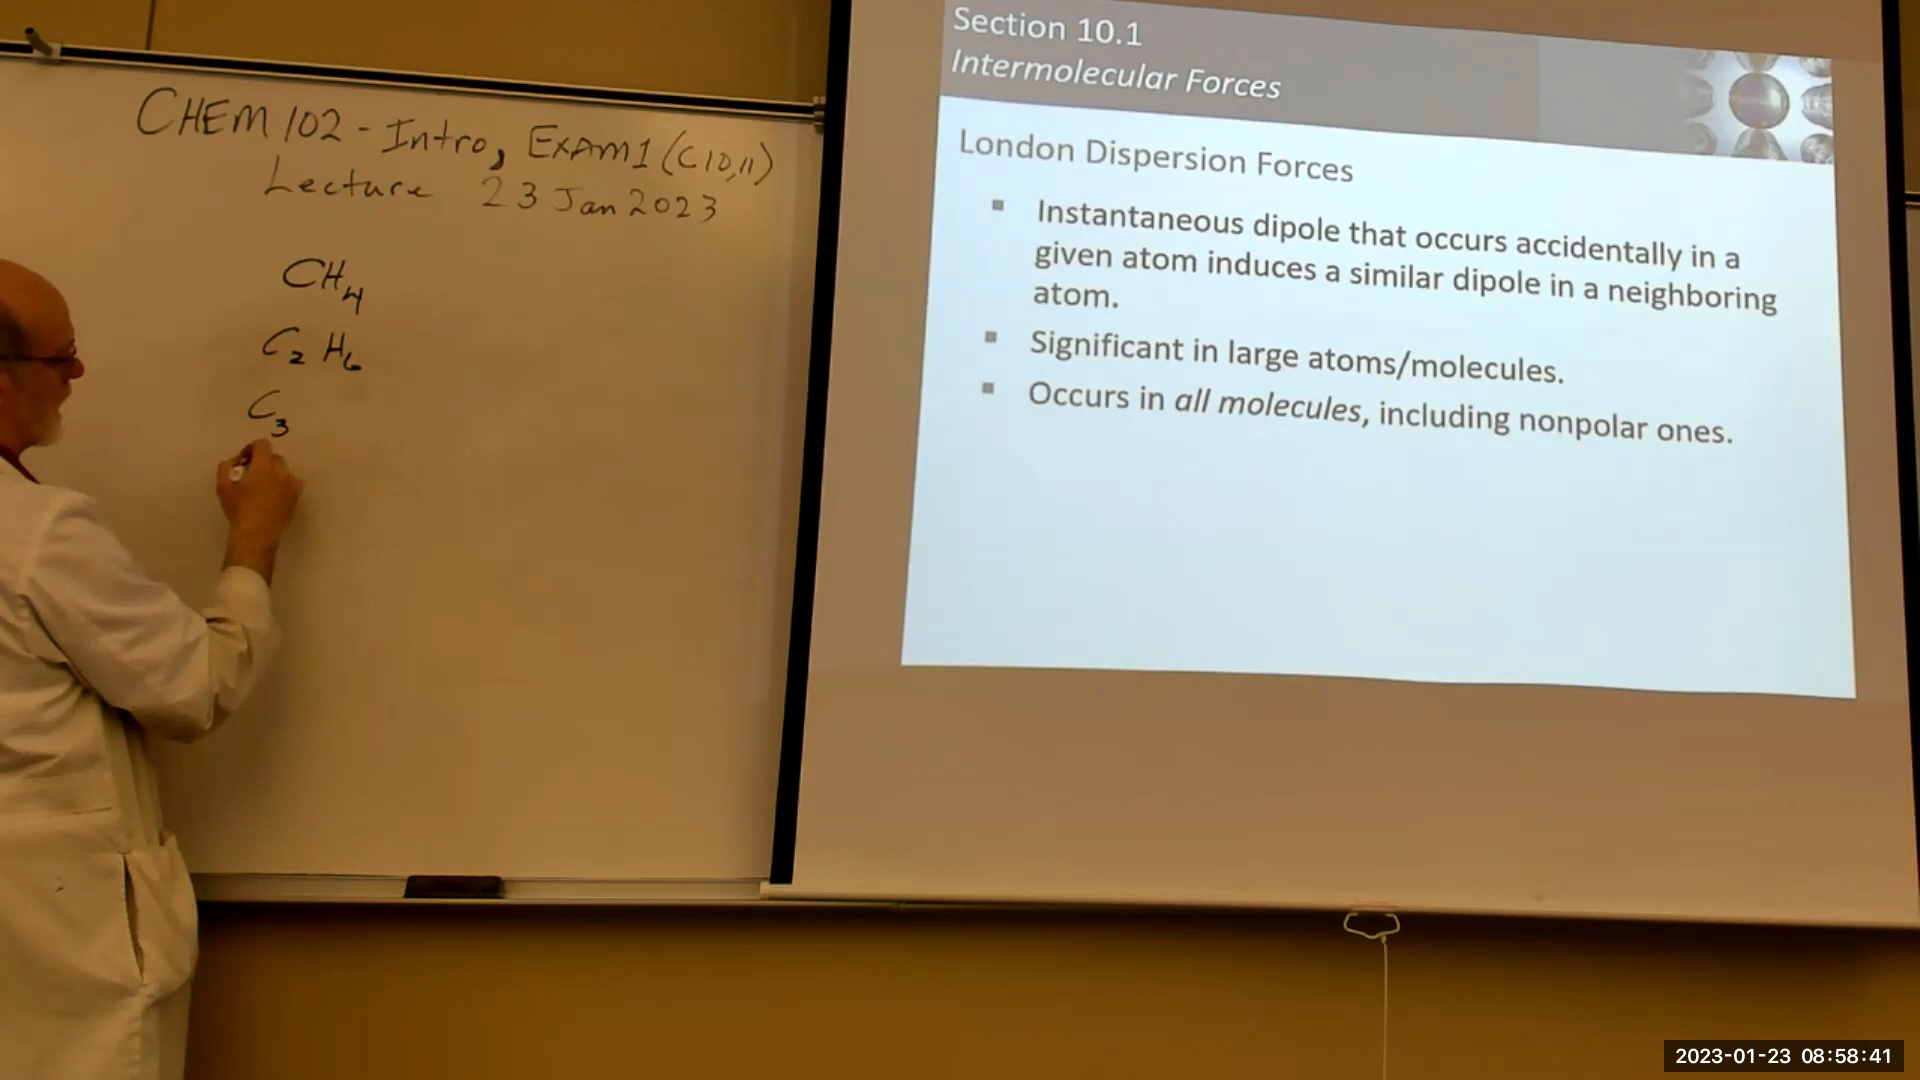 CHEM 102 - Intro, EXAM 1 (C10,11)
Lecture 23 Jan 2023
CH4
C2 H6
C3
Section 10.1
Intermolecular Forces
London Dispersion Forces
▪ Instantaneous dipole that occurs accidentally in a
given atom induces a similar dipole in a neighboring
atom.
▪ Significant in large atoms/molecules.
▪ Occurs in all molecules, including nonpolar ones.
2023-01-23 08:58:41